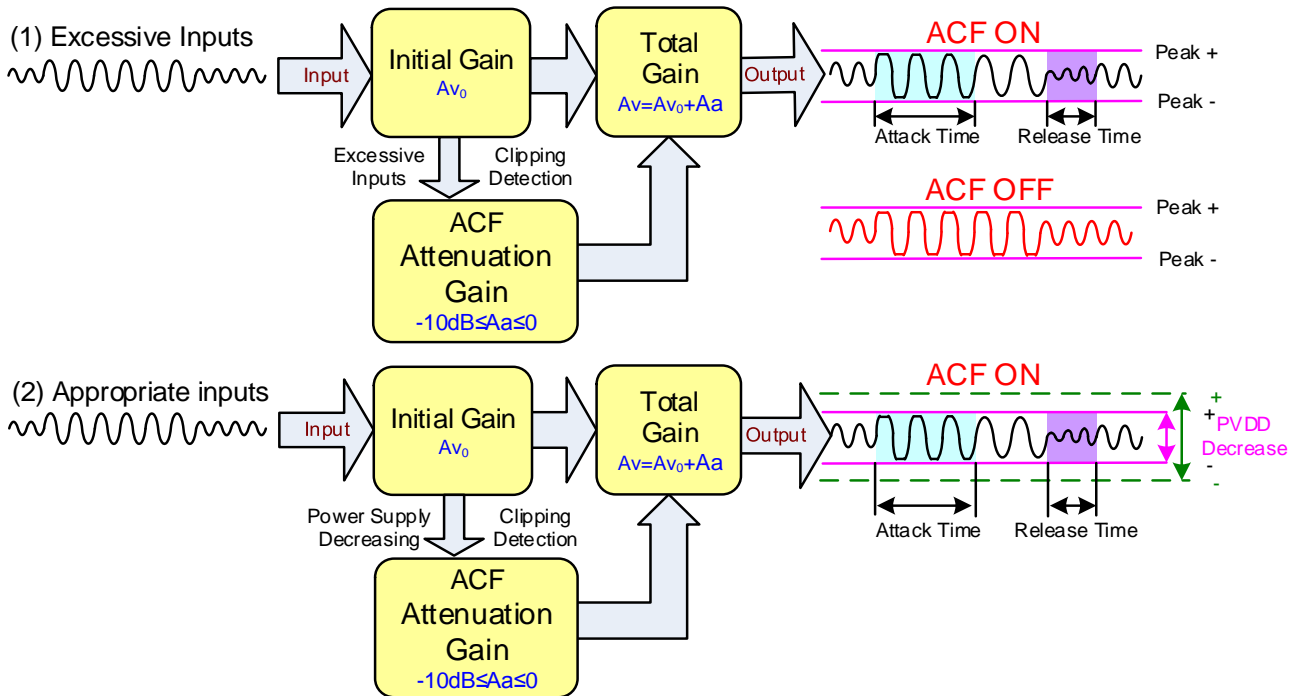 (1) Excessive Inputs
Input
Initial Gain
Av0
Total
Gain
Av=Av0+Aa
Output
ACF ON
Peak +
Peak -
Attack Time
Release Time
Excessive
Inputs
Clipping
Detection
ACF
Attenuation
Gain
-10dB≤Aa≤0
ACF OFF
Peak +
Peak -
(2) Appropriate inputs
Input
Initial Gain
Av0
Total
Gain
Av=Av0+Aa
Output
ACF ON
+
+
PVDD
Decrease
-
-
Attack Time
Release Time
Power Supply
Decreasing
Clipping
Detection
ACF
Attenuation
Gain
-10dB≤Aa≤0